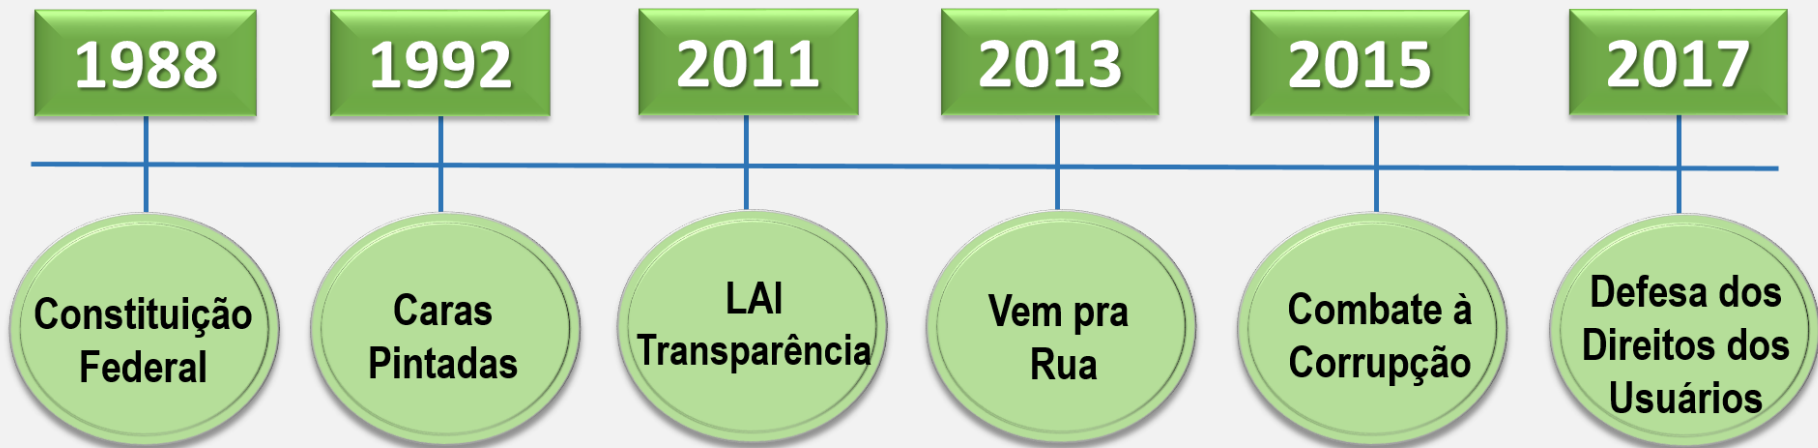 1988
1992
2011
2013
2015
2017
Constituição
Federal
Caras
Pintadas
LAI
Transparência
Vem pra
Rua
Combate à
Corrupção
Defesa dos
Direitos dos
Usuários